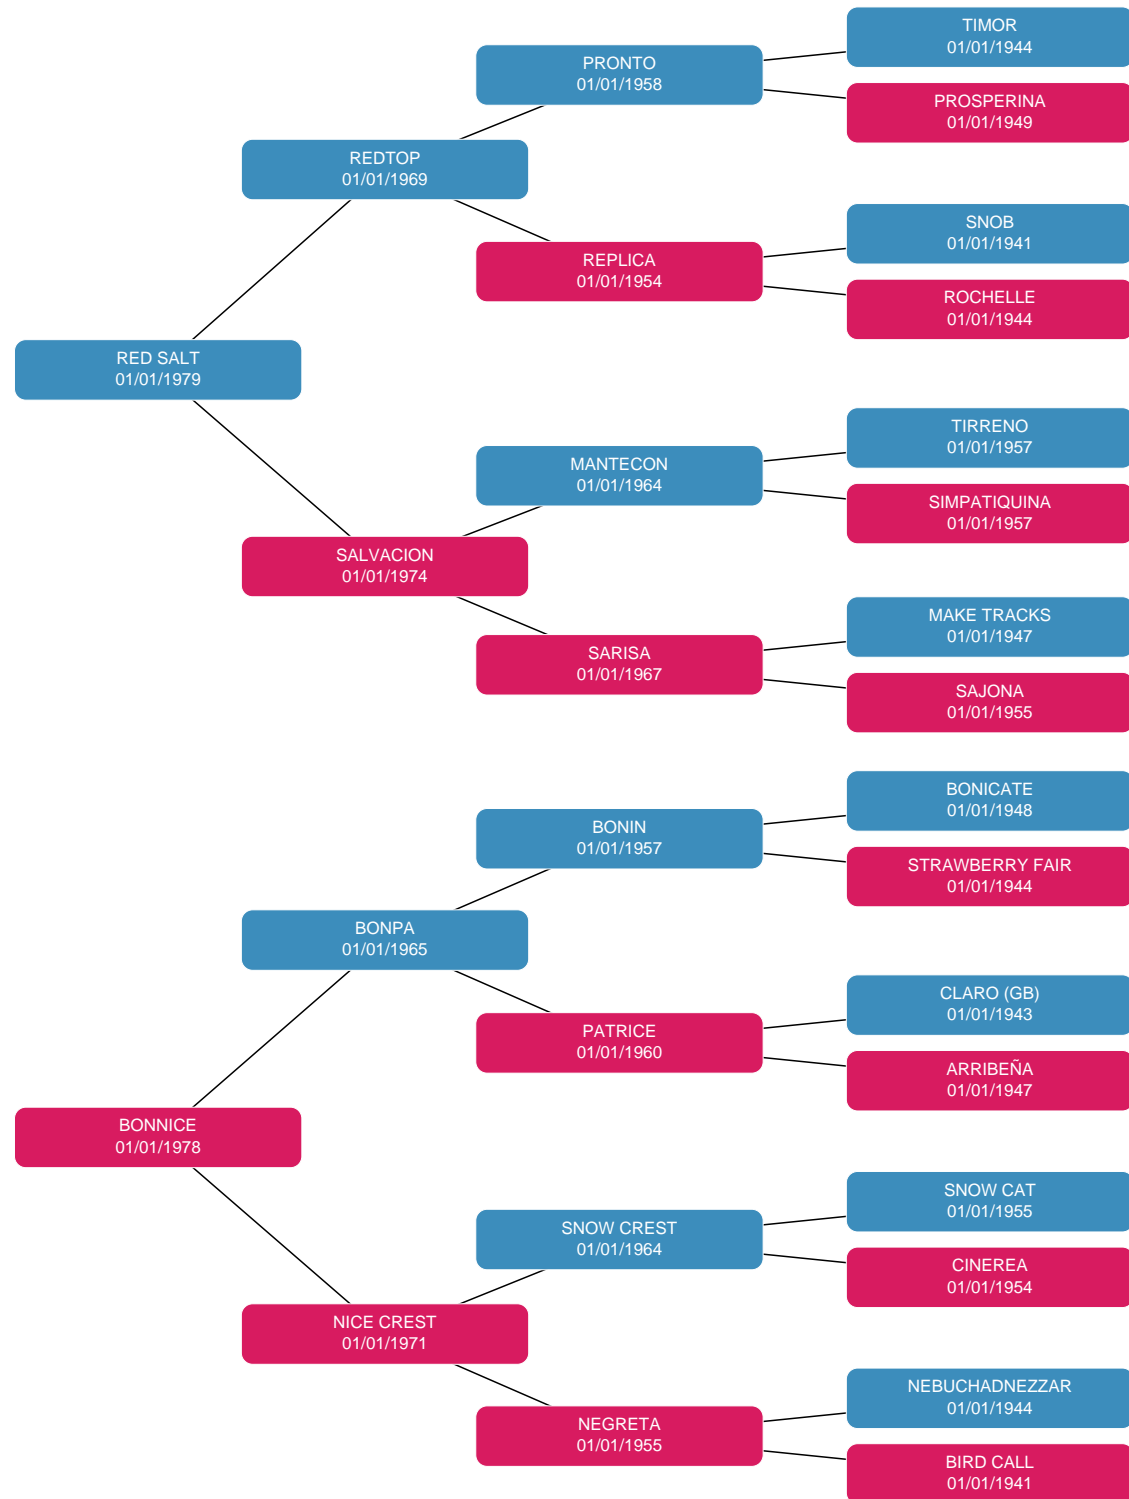 TIMOR
01/01/1944
PRONTO
01/01/1958
PROSPERINA
01/01/1949
REDTOP
01/01/1969
SNOB
01/01/1941
REPLICA
01/01/1954
ROCHELLE
01/01/1944
RED SALT
01/01/1979
TIRRENO
01/01/1957
MANTECON
01/01/1964
SIMPATIQUINA
01/01/1957
SALVACION
01/01/1974
MAKE TRACKS
01/01/1947
SARISA
01/01/1967
SAJONA
01/01/1955
BONICATE
01/01/1948
BONIN
01/01/1957
STRAWBERRY FAIR
01/01/1944
BONPA
01/01/1965
CLARO (GB)
01/01/1943
PATRICE
01/01/1960
ARRIBEÑA
01/01/1947
BONNICE
01/01/1978
SNOW CAT
01/01/1955
SNOW CREST
01/01/1964
CINEREA
01/01/1954
NICE CREST
01/01/1971
NEBUCHADNEZZAR
01/01/1944
NEGRETA
01/01/1955
BIRD CALL
01/01/1941